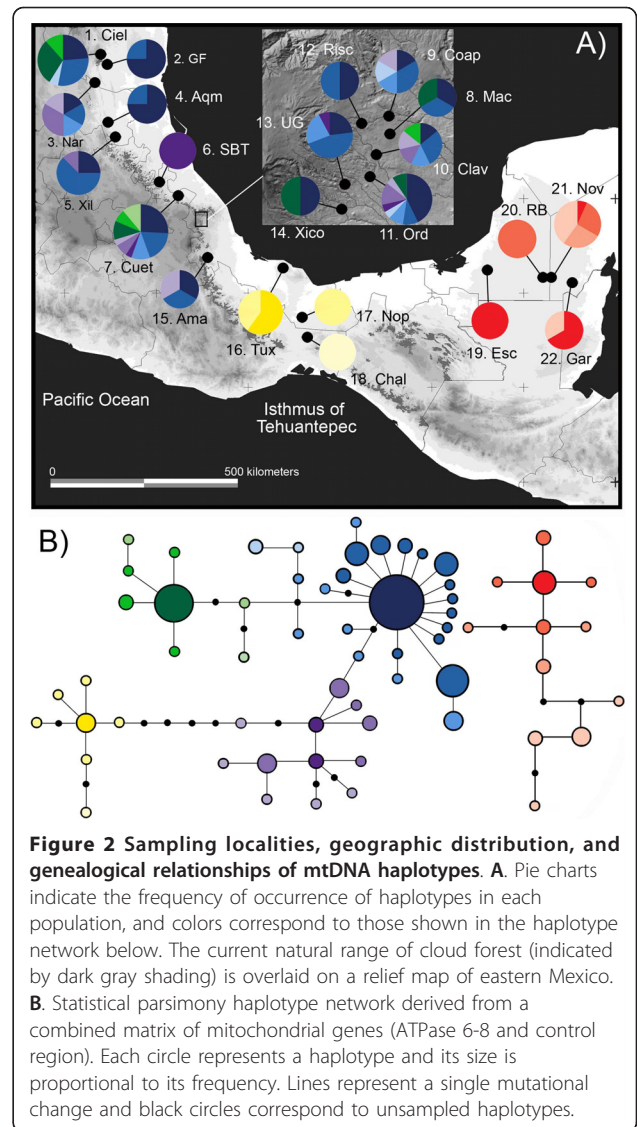 A)
1. Ciel
2. GF
12. Risc
9. Coap
4. Aqm
8. Mac
3. Nar
6. SBT
13. UG
21. Nov
5. Xil
10. Clav
20. RB
14. Xico
7. Cuet
11. Ord
15. Ama
17. Nop
16. Tux
19. Esc
22. Gar
18. Chal
Pacific Ocean
Isthmus of
Tehuantepec
0 500 kilometers
B)
Figure 2 Sampling localities, geographic distribution, and
genealogical relationships of mtDNA haplotypes. A. Pie charts
indicate the frequency of occurrence of haplotypes in each
population, and colors correspond to those shown in the haplotype
network below. The current natural range of cloud forest (indicated
by dark gray shading) is overlaid on a relief map of eastern Mexico.
B. Statistical parsimony haplotype network derived from a
combined matrix of mitochondrial genes (ATPase 6-8 and control
region). Each circle represents a haplotype and its size is
proportional to its frequency. Lines represent a single mutational
change and black circles correspond to unsampled haplotypes.